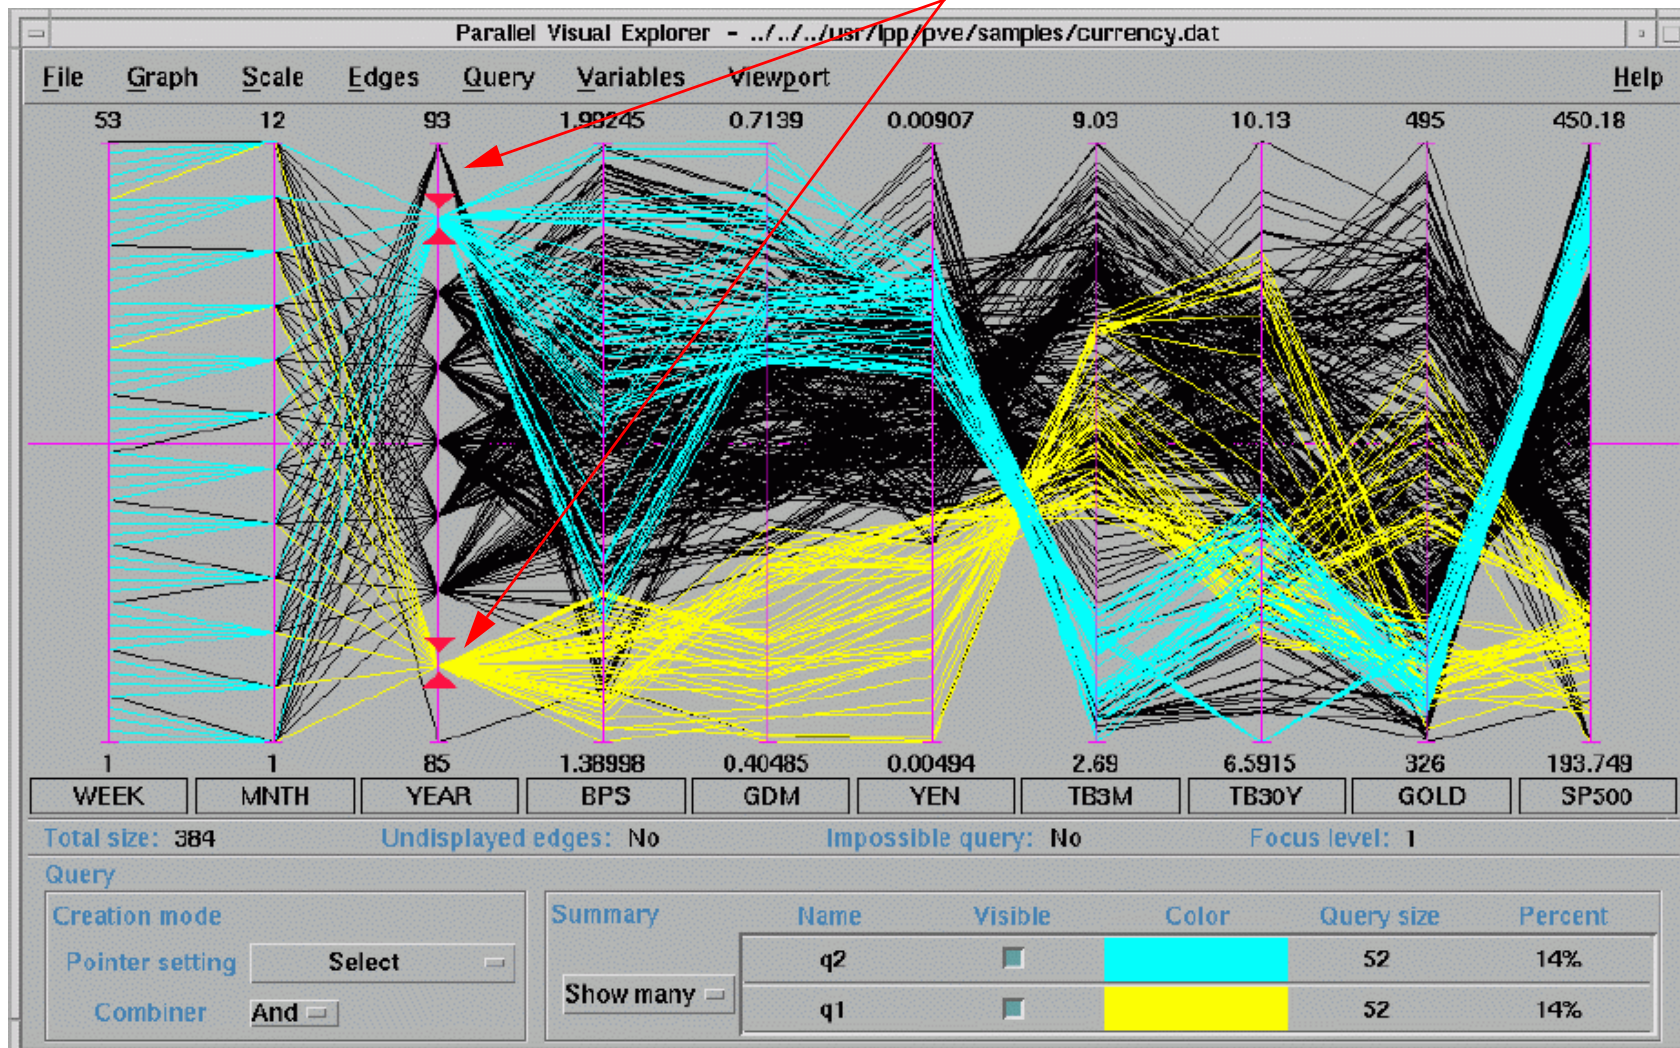 Parallel Visual Explorer - ../../../usr/lpp/pve/samples/currency.dat
File Graph Scale Edges Query Variables Viewport Help
53 12 93 1.99245 0.7139 0.00907 9.03 10.13 495 450.18
1 1 85 1.38998 0.40485 0.00494 2.69 6.5915 326 193.749
WEEK MNTH YEAR BPS GDM YEN TB3M TB30Y GOLD SP500
Total size: 384 Undisplayed edges: No Impossible query: No Focus level: 1
Query
Creation mode
Pointer setting Select
Combiner And
Summary Name Visible Color Query size Percent
Show many
q2 52 14%
q1 52 14%